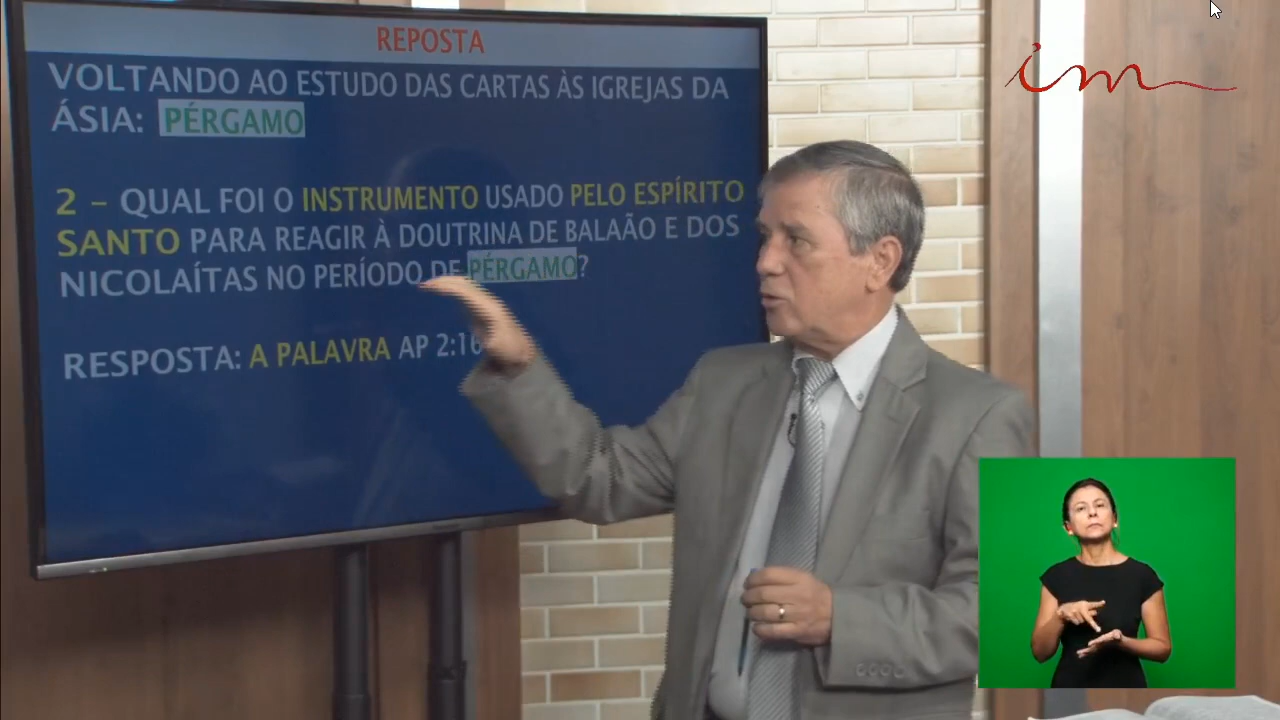 REPOSTA
VOLTANDO AO ESTUDO DAS CARTAS ÀS IGREJAS DA
ÁSIA: PÉRGAMO
2 – QUAL FOI O INSTRUMENTO USADO PELO ESPÍRITO
SANTO PARA REAGIR À DOUTRINA DE BALAÃO E DOS
NICOLAÍTAS NO PERÍODO DE PÉRGAMO?
RESPOSTA: A PALAVRA AP 2:16
im